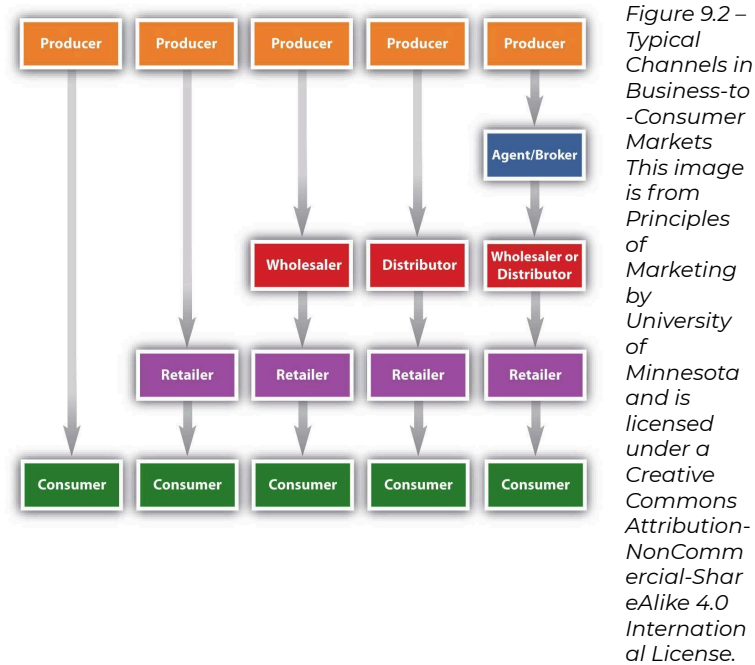 Producer Producer Producer Producer Producer
Agent/Broker
Wholesaler Distributor Wholesaler or
Distributor
Retailer Retailer Retailer Retailer
Consumer Consumer Consumer Consumer Consumer
Figure 9.2 –
Typical
Channels in
Business-to
-Consumer
Markets
This image
is from
Principles
of
Marketing
by
University
of
Minnesota
and is
licensed
under a
Creative
Commons
Attribution-
NonComm
ercial-Shar
eAlike 4.0
Internation
al License.